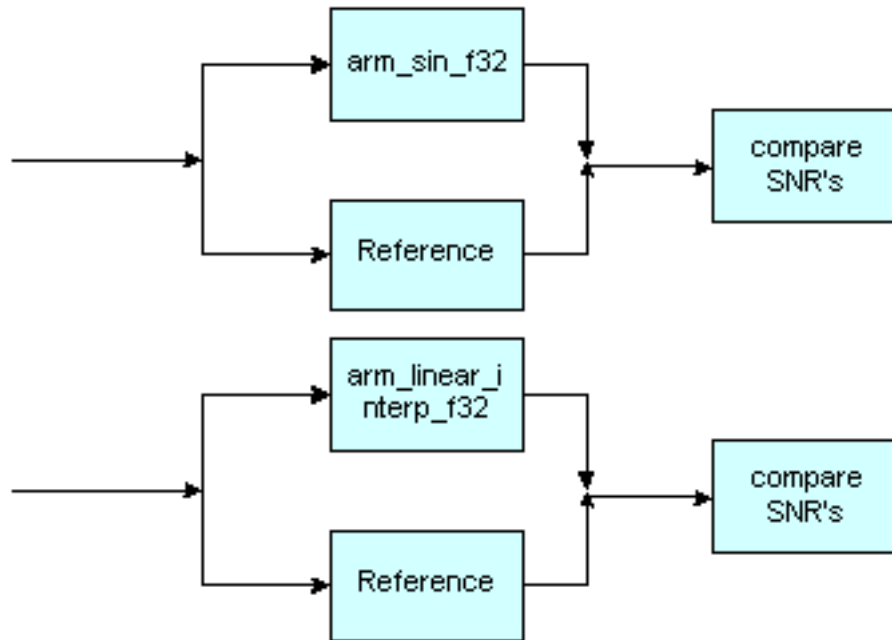 arm_sin_f32
compare
SNR's
Reference
arm_linear_i
nterp_f32
compare
SNR's
Reference